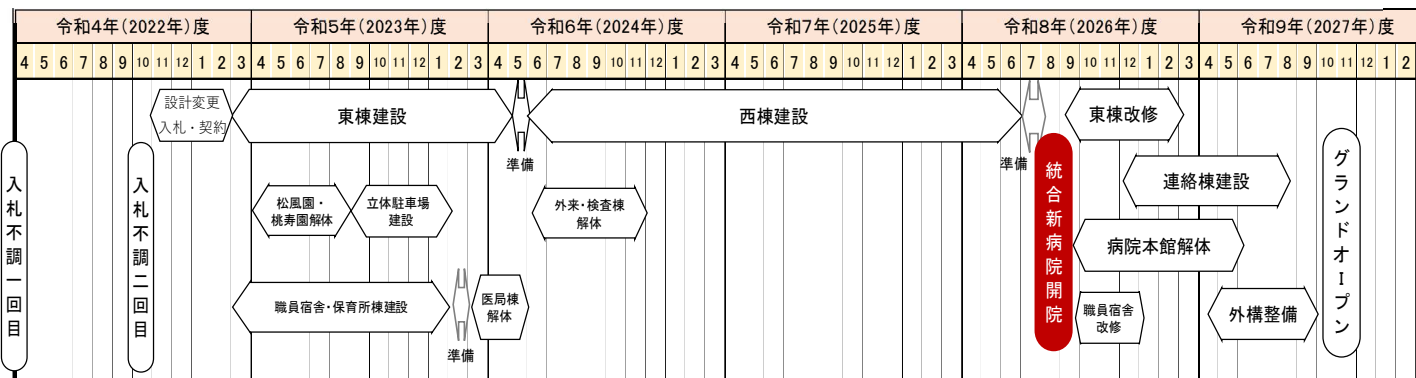 令和4年(2022年)度 令和5年(2023年)度 令和6年(2024年)度 令和7年(2025年)度 令和8年(2026年)度 令和9年(2027年)度
4 5 6 7 8 9 10 11 12 1 2 3 4 5 6 7 8 9 10 11 12 1 2 3 4 5 6 7 8 9 10 11 12 1 2 3 4 5 6 7 8 9 10 11 12 1 2 3 4 5 6 7 8 9 10 11 12 1 2 3 4 5 6 7 8 9 10 11 12 1 2
設計変更
入札・契約
東棟建設
準備
西棟建設
準備
東棟改修
入札不調一回目
入札不調二回目
松風園・
桃寿園解体
立体駐車場
建設
外来・検査棟
解体
統合新病院開院
連絡棟建設
病院本館解体
グランドオープン
職員宿舎・保育所棟建設
準備
医局棟
解体
職員宿舎
改修
外構整備